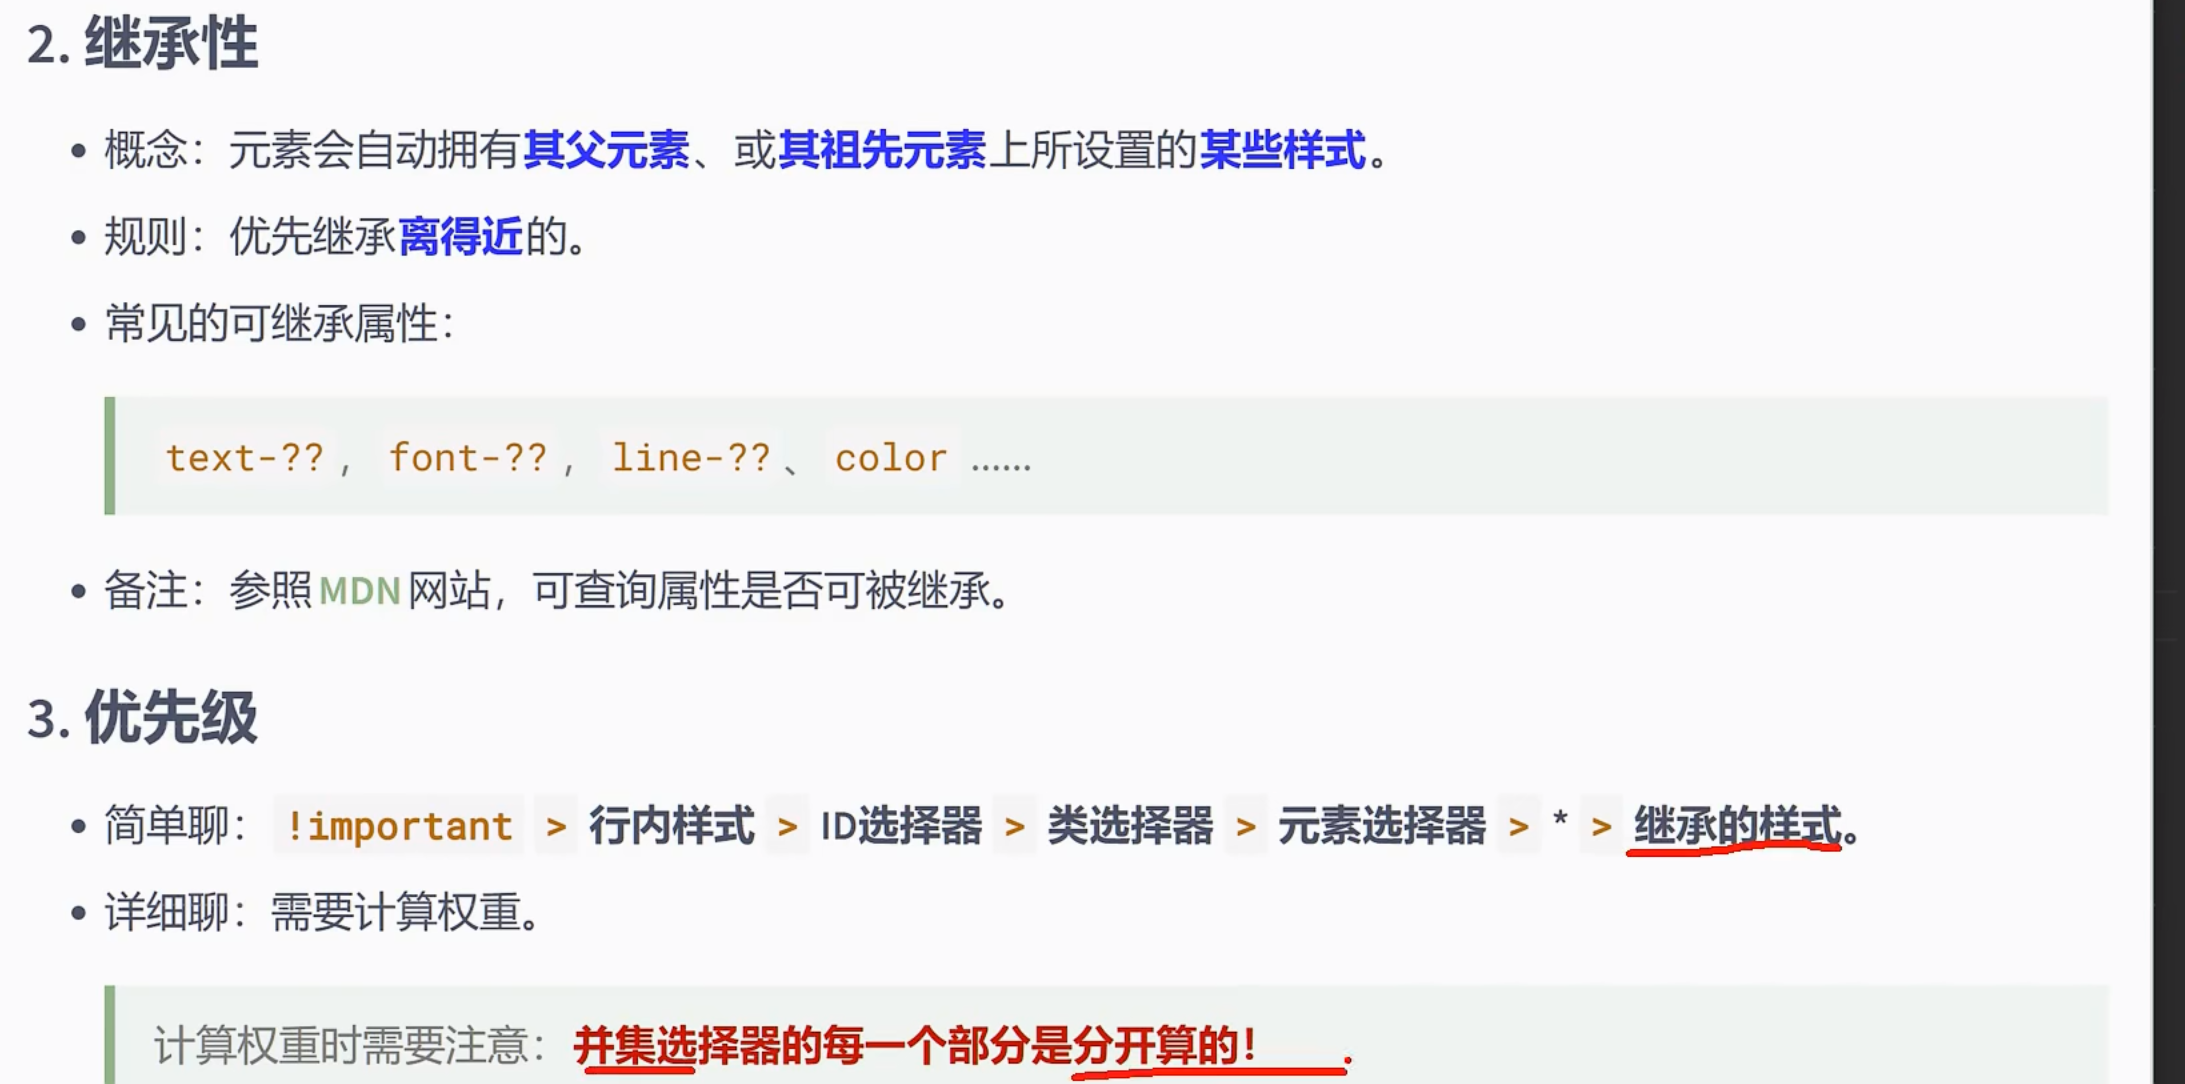 2. 继承性
• 概念：元素会自动拥有其父元素、或其祖先元素上所设置的某些样式。
• 规则：优先继承离得近的。
• 常见的可继承属性：
text-??， font-??， line-??、 color ......
• 备注：参照MDN网站，可查询属性是否可被继承。
3. 优先级
• 简单聊： !important > 行内样式 > ID选择器 > 类选择器 > 元素选择器 > * > 继承的样式。
• 详细聊：需要计算权重。
计算权重时需要注意：并集选择器的每一个部分是分开算的！